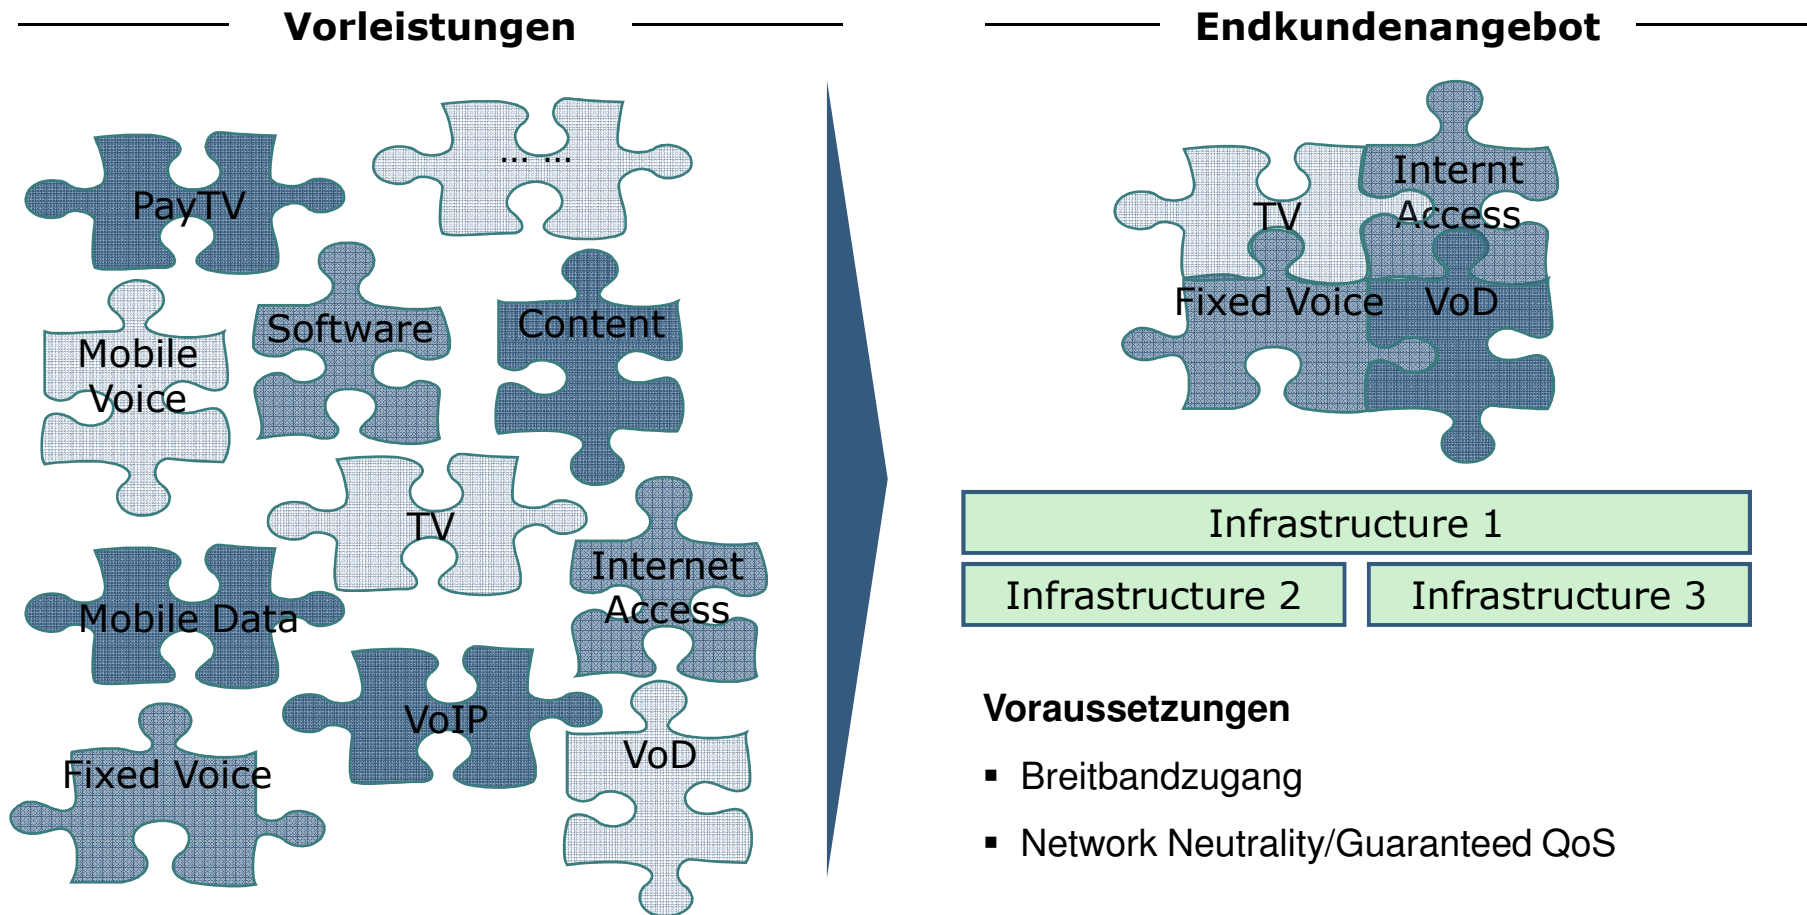 Vorleistungen
Endkundenangebot
... ...
PayTV
Software
Content
Mobile
Voice
TV
Internet
Access
Mobile Data
VoIP
VoD
Fixed Voice
Internt
Access
TV
Fixed Voice
VoD
Infrastructure 1
Infrastructure 2
Infrastructure 3
Voraussetzungen
▪ Breitbandzugang
▪ Network Neutrality/Guaranteed QoS